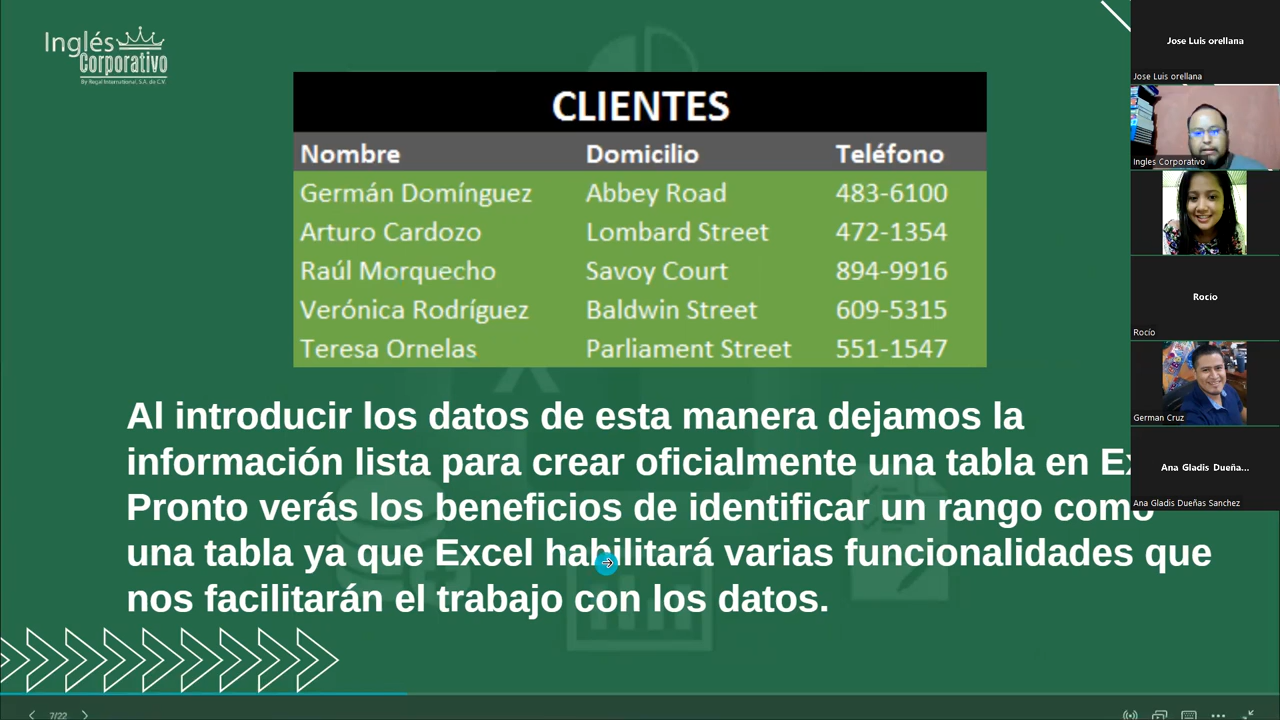 Inglés
Corporativo
By Regal International, S.A. de C.V.
CLIENTES
Nombre Domicilio Teléfono
Germán Domínguez Abbey Road 483-6100
Arturo Cardozo Lombard Street 472-1354
Raúl Morquecho Savoy Court 894-9916
Verónica Rodríguez Baldwin Street 609-5315
Teresa Ornelas Parliament Street 551-1547
Al introducir los datos de esta manera dejamos la
información lista para crear oficialmente una tabla en
Pronto verás los beneficios de identificar un rango como
una tabla ya que Excel habilitará varias funcionalidades que
nos facilitarán el trabajo con los datos.
7/22
Jose Luis orellana
Jose Luis orellana
Ingles Corporativo
Rocío
Rocío
German Cruz
Ana Gladis Dueña...
Ana Gladis Dueñas Sanchez